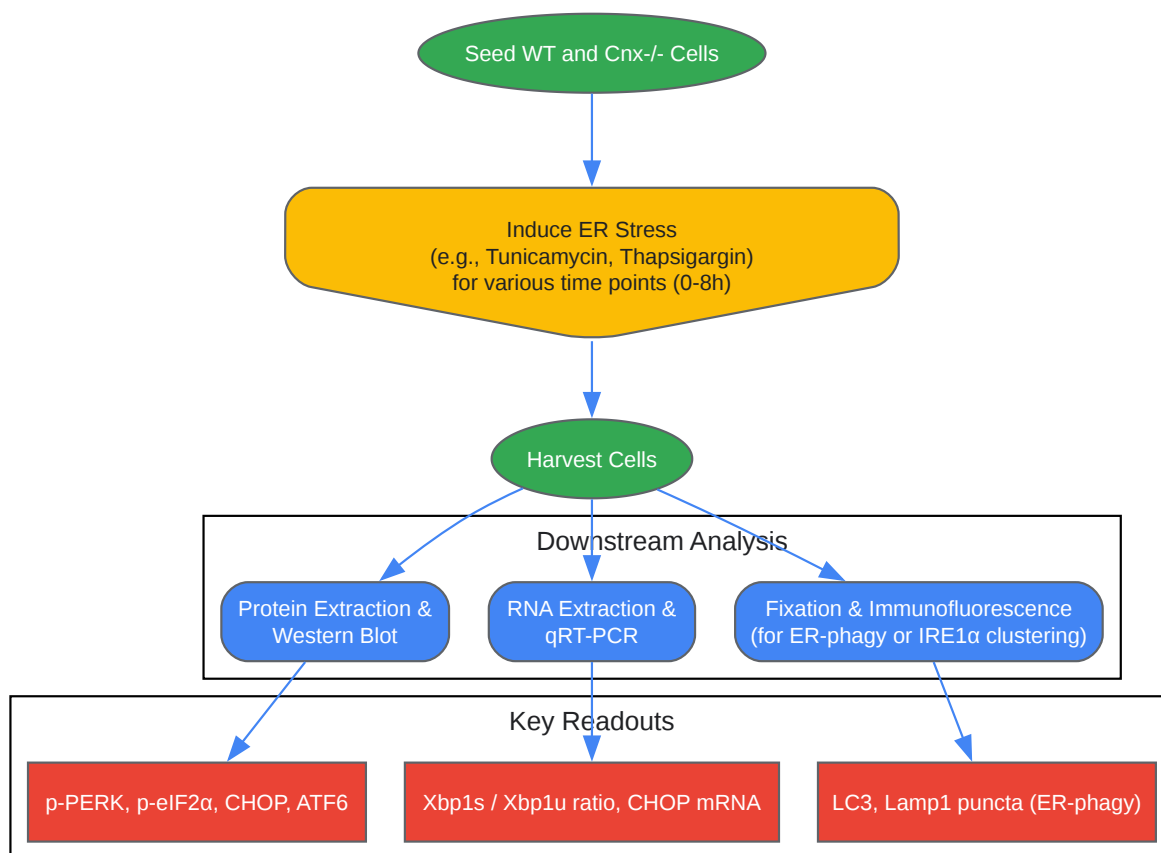 Seed WT and Cnx-/- Cells
Induce ER Stress
(e.g., Tunicamycin, Thapsigargin)
for various time points (0-8h)
Harvest Cells
Downstream Analysis
Protein Extraction &
Western Blot
RNA Extraction &
qRT-PCR
Fixation & Immunofluorescence
(for ER-phagy or IRE1α clustering)
Key Readouts
p-PERK, p-eIF2α, CHOP, ATF6
Xbp1s / Xbp1u ratio, CHOP mRNA
LC3, Lamp1 puncta (ER-phagy)